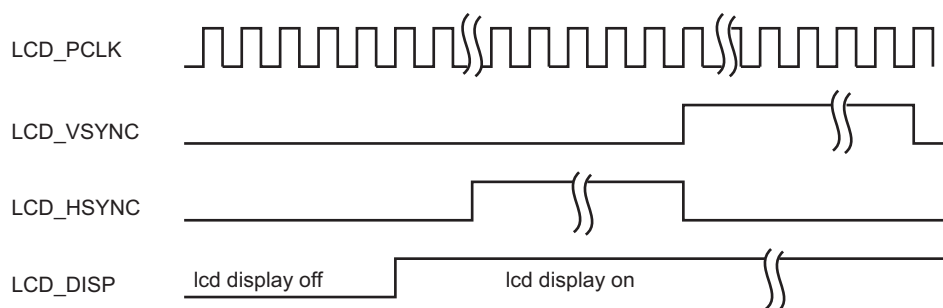 LCD_PCLK
LCD_VSYNC
LCD_HSYNC
LCD_DISP
lcd display off
lcd display on